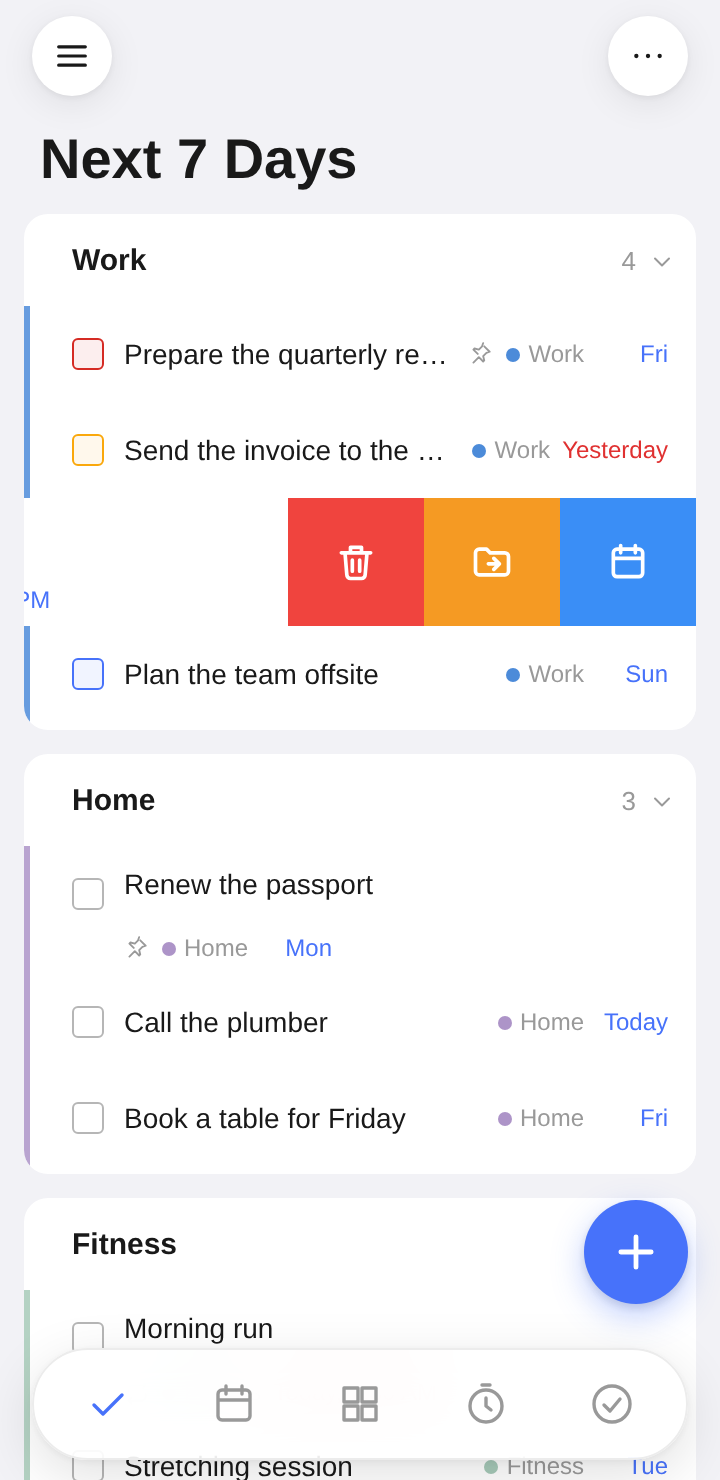 Next 7 Days
Work 4
Prepare the quarterly re… Work Fri
Send the invoice to the … Work Yesterday
PM
Plan the team offsite Work Sun
Home 3
Renew the passport
Home Mon
Call the plumber Home Today
Book a table for Friday Home Fri
Fitness
Morning run
Stretching session Fitness Tue